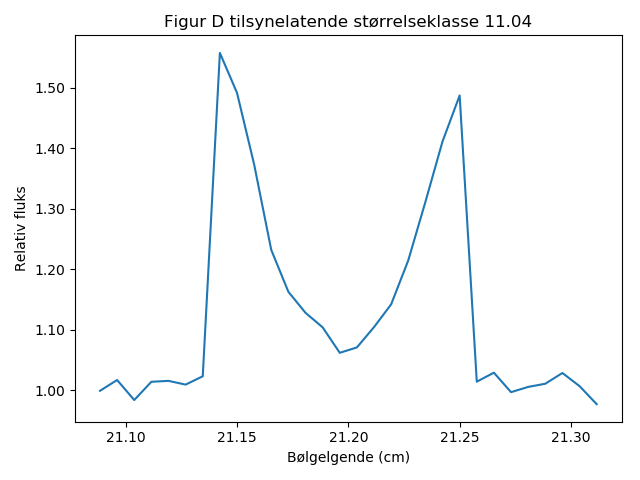 Figur D tilsynelatende størrelseklasse 11.04
1.50
1.40
1.30
1.20
1.10
1.00
Relativ fluks
21.10 21.15 21.20 21.25 21.30
Bølgelgende (cm)